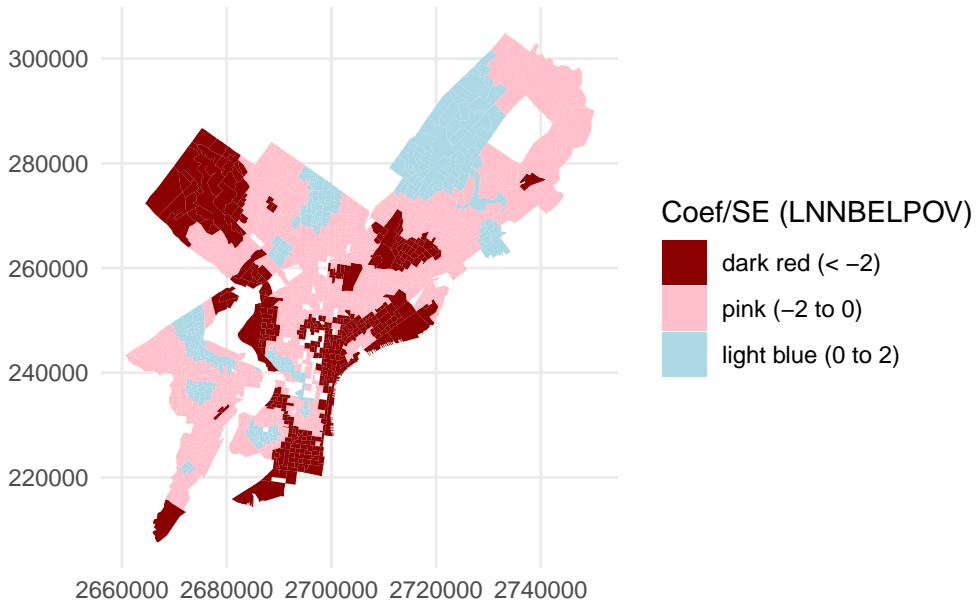 300000
280000
260000
240000
220000
2660000 2680000 2700000 2720000 2740000
Coef/SE (LNNBELPOV)
dark red (< −2)
pink (−2 to 0)
light blue (0 to 2)